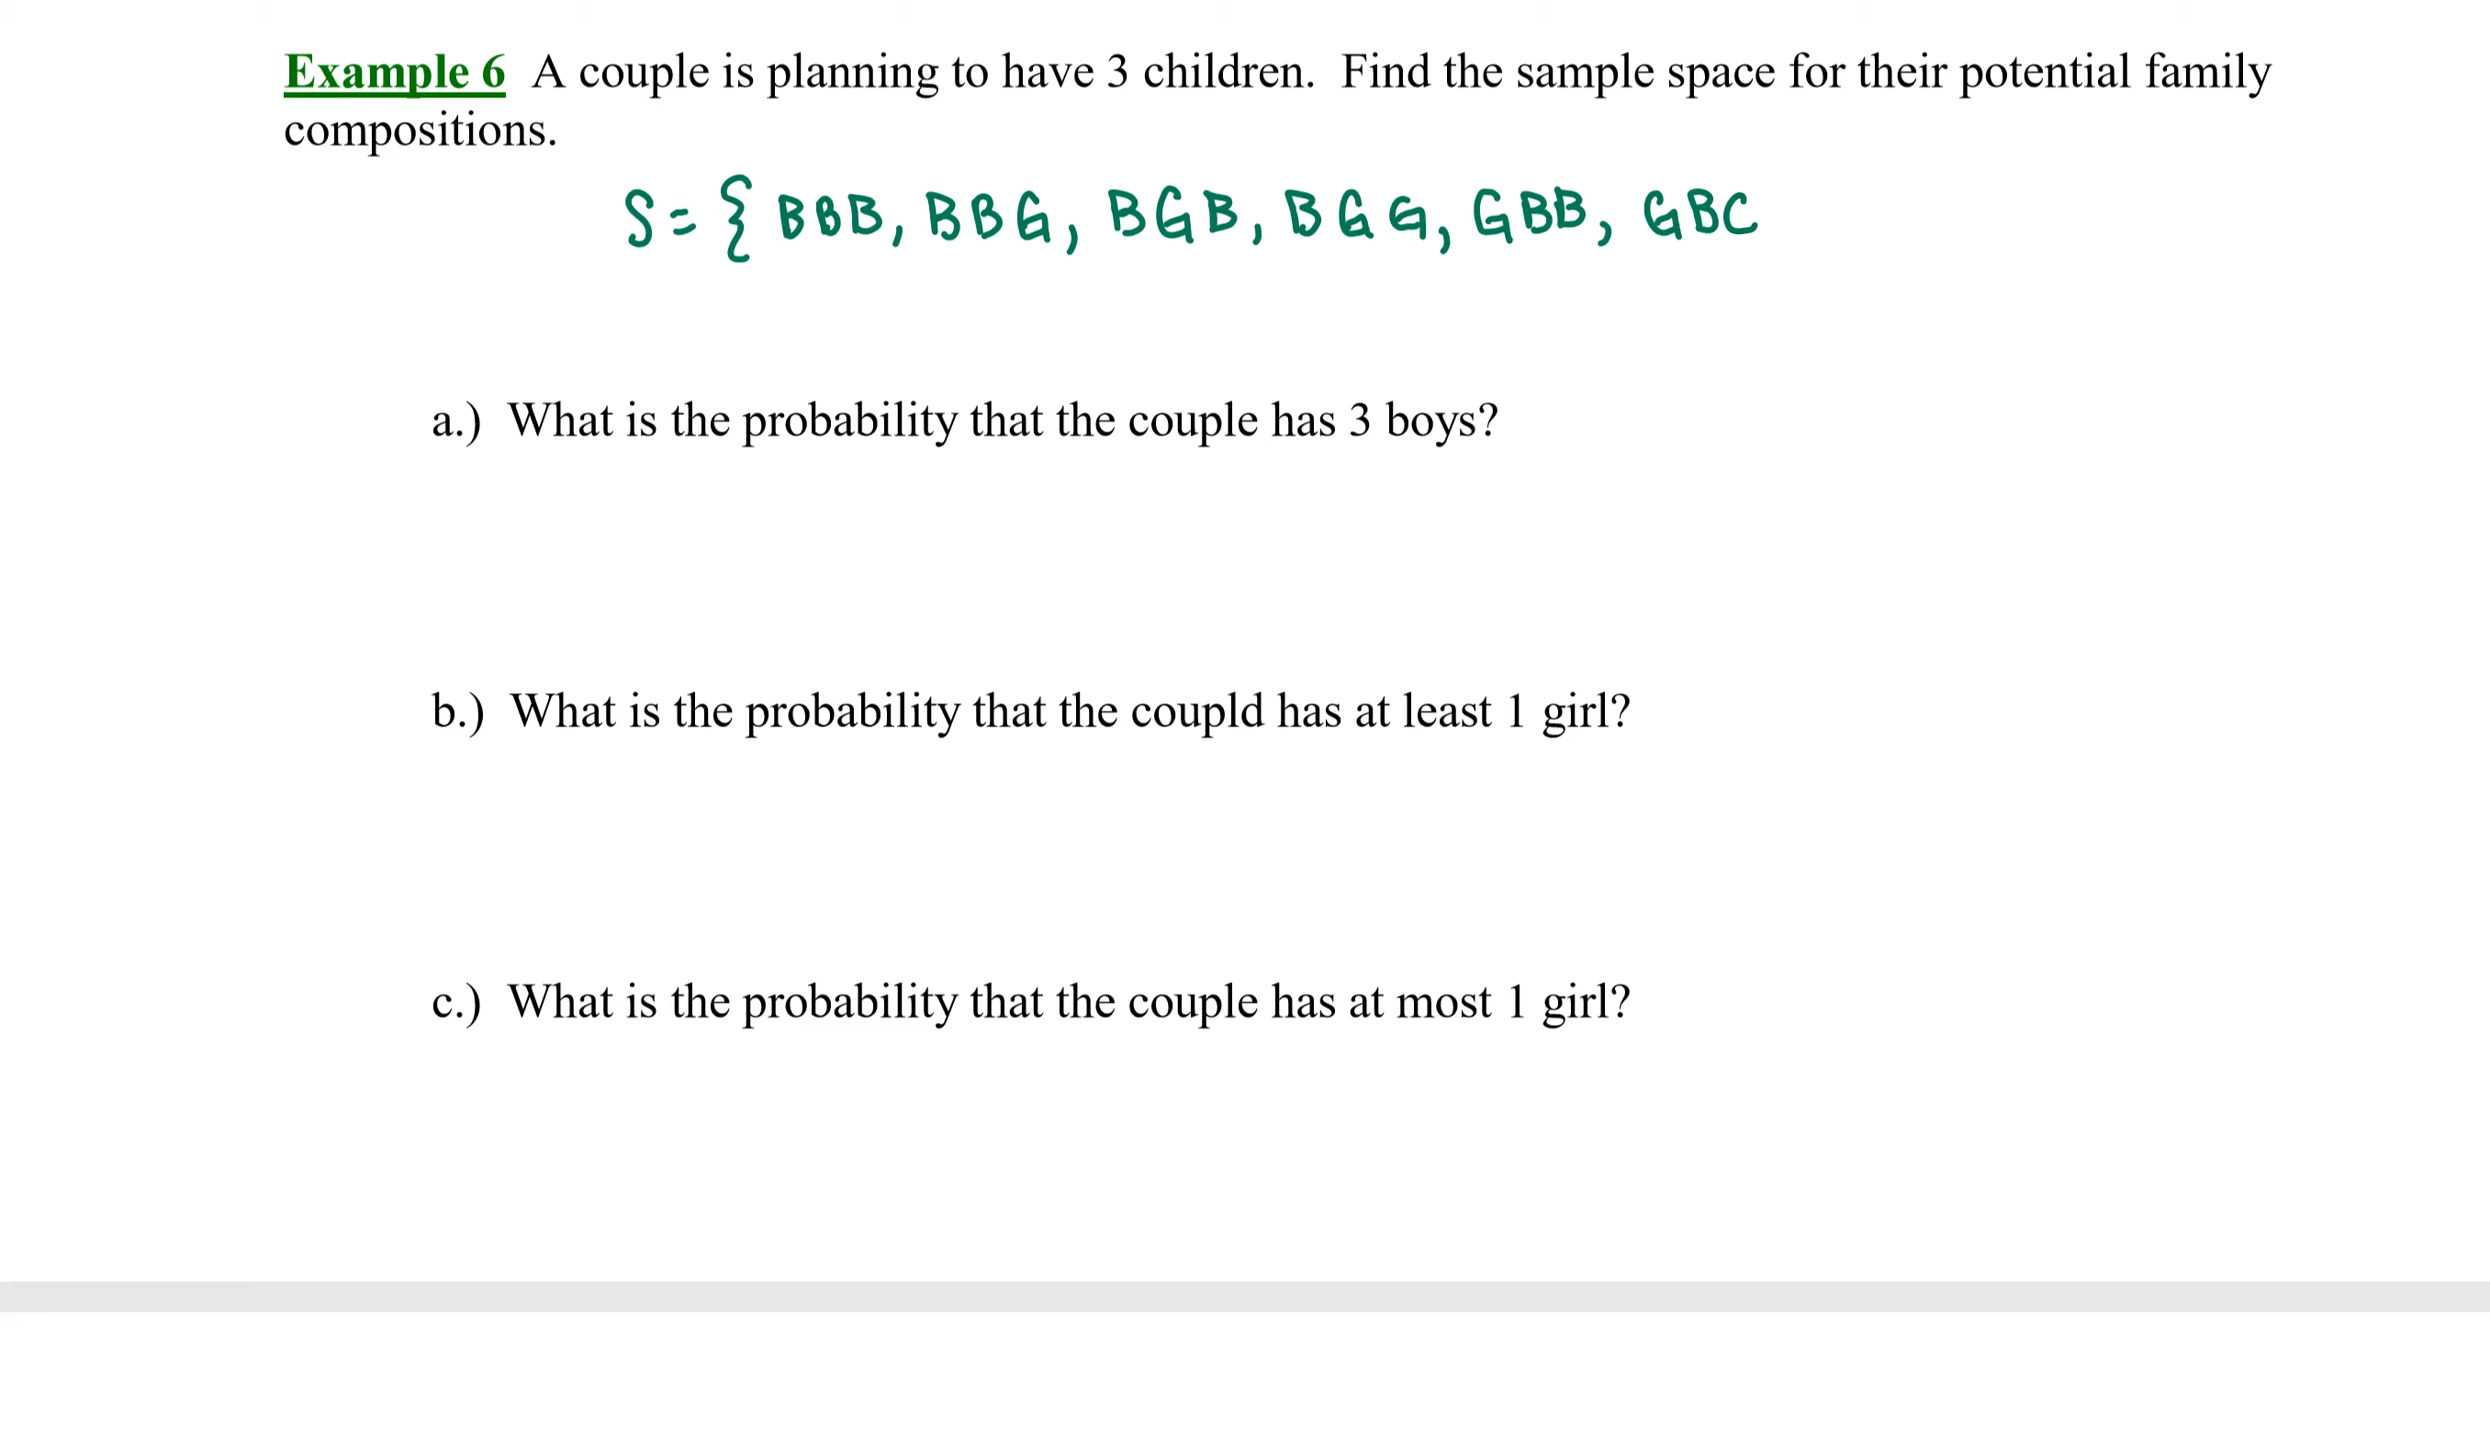 Example 6 A couple is planning to have 3 children. Find the sample space for their potential family
compositions.
S = { BBB, BBG, BGB, BGG, GBB, GBC
a.) What is the probability that the couple has 3 boys?
b.) What is the probability that the coupld has at least 1 girl?
c.) What is the probability that the couple has at most 1 girl?